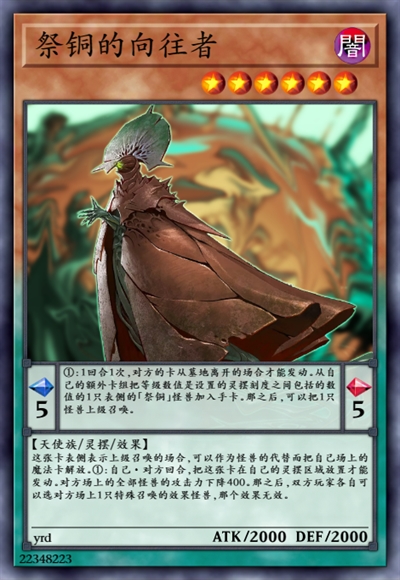 祭铜的向往者
闇
①:1回合1次,对方的卡从墓地离开的场合才能发动。从自
己的额外卡组把等级数值是设置的灵摆刻度之间包括的数
值的1只表侧的「祭铜」怪兽加入手卡。那之后,可以把1只
怪兽上级召唤。
5
5
【天使族/灵摆/效果】
这张卡表侧表示上级召唤的场合,可以作为怪兽的代替而把自己场上的
魔法卡解放。①:自己·对方回合,把这张卡在自己的灵摆区域放置才能
发动。对方场上的全部怪兽的攻击力下降400。那之后,双方玩家各自可
以选对方场上1只特殊召唤的效果怪兽,那个效果无效。
yrd
ATK/2000 DEF/2000
22348223